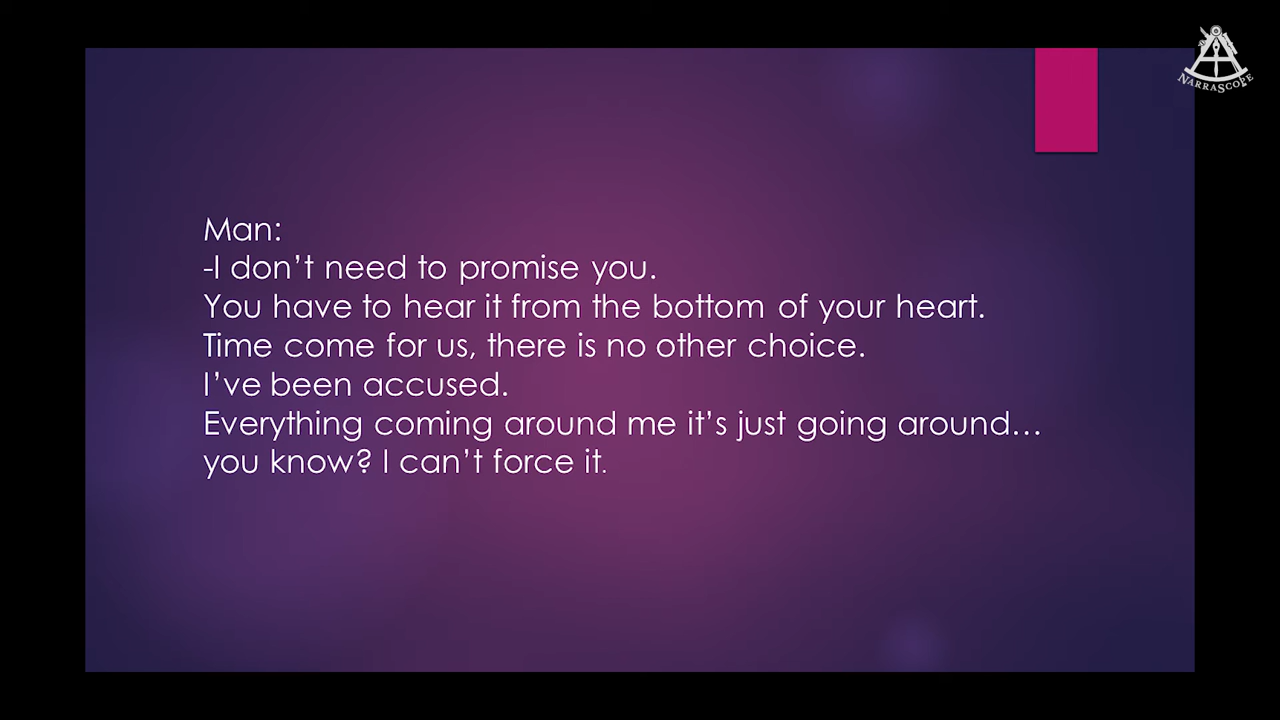 NARRASCOPE
Man:
-I don’t need to promise you.
You have to hear it from the bottom of your heart.
Time come for us, there is no other choice.
I’ve been accused.
Everything coming around me it’s just going around…
you know? I can’t force it.